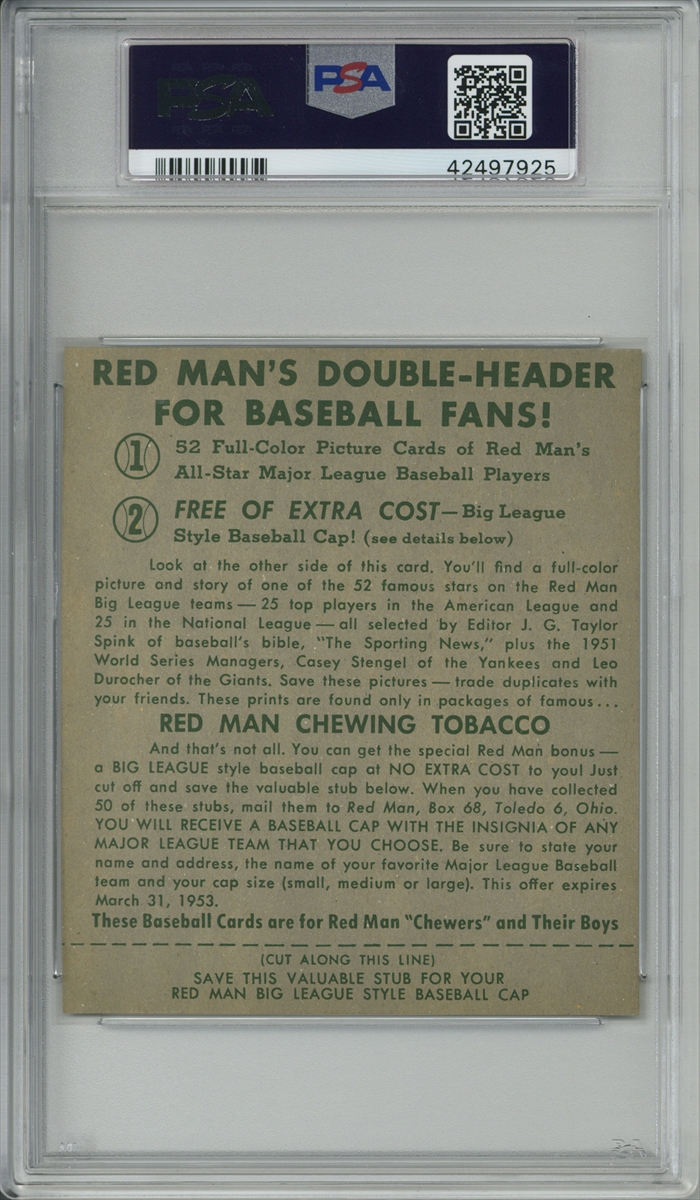 PSA
PSA
42497925
RED MAN'S DOUBLE-HEADER
FOR BASEBALL FANS!
1 52 Full-Color Picture Cards of Red Man's
All-Star Major League Baseball Players
2 FREE OF EXTRA COST—Big League
Style Baseball Cap! (see details below)
Look at the other side of this card. You'll find a full-color
picture and story of one of the 52 famous stars on the Red Man
Big League teams — 25 top players in the American League and
25 in the National League — all selected by Editor J. G. Taylor
Spink of baseball's bible, "The Sporting News," plus the 1951
World Series Managers, Casey Stengel of the Yankees and Leo
Durocher of the Giants. Save these pictures — trade duplicates with
your friends. These prints are found only in packages of famous...
RED MAN CHEWING TOBACCO
And that's not all. You can get the special Red Man bonus —
a BIG LEAGUE style baseball cap at NO EXTRA COST to you! Just
cut off and save the valuable stub below. When you have collected
50 of these stubs, mail them to Red Man, Box 68, Toledo 6, Ohio.
YOU WILL RECEIVE A BASEBALL CAP WITH THE INSIGNIA OF ANY
MAJOR LEAGUE TEAM THAT YOU CHOOSE. Be sure to state your
name and address, the name of your favorite Major League Baseball
team and your cap size (small, medium or large). This offer expires
March 31, 1953.
These Baseball Cards are for Red Man "Chewers" and Their Boys
(CUT ALONG THIS LINE)
SAVE THIS VALUABLE STUB FOR YOUR
RED MAN BIG LEAGUE STYLE BASEBALL CAP